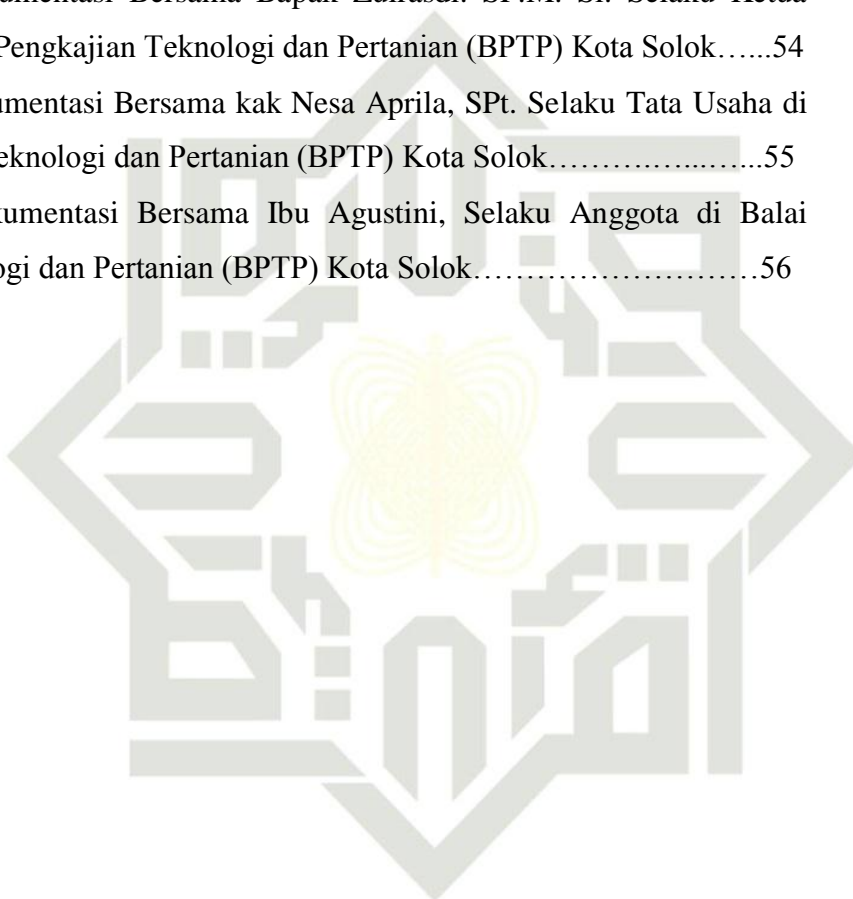 Bersama Bapak SP.M. Si. Selaku Ketua
Pengkajian Teknologi dan Pertanian (BPTP) Kota Solok…...54
umentasi Bersama kak Nesa Aprila, SPt. Selaku Tata Usaha di
eknologi dan Pertanian (BPTP) Kota Solok……….…...…...55
kumentasi Bersama Ibu Agustini, Selaku Anggota di Balai
ogi dan Pertanian (BPTP) Kota Solok………………………56